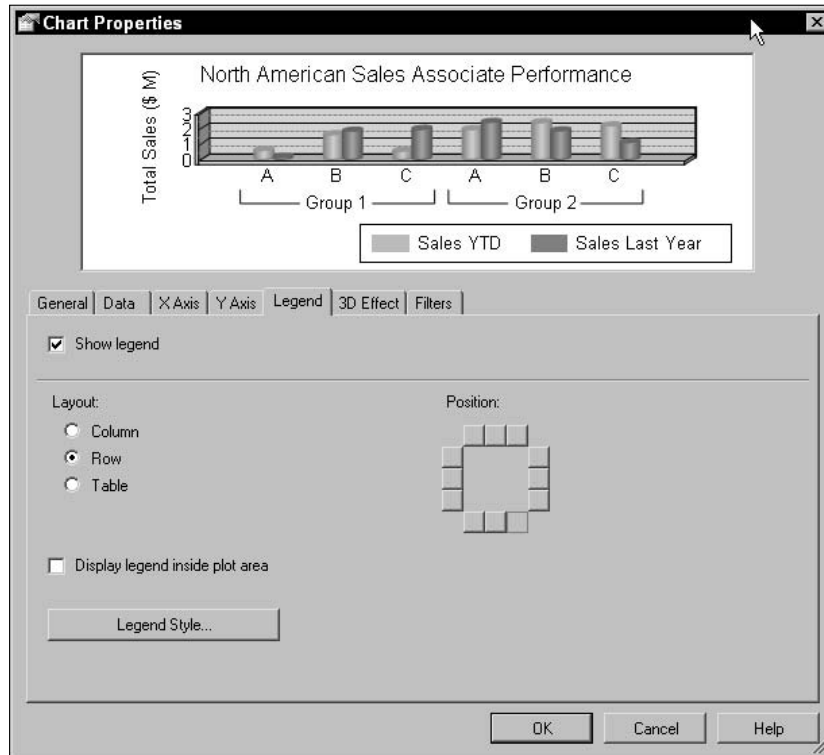 Chart Properties
North American Sales Associate Performance
Total Sales ($ M)
3
2
1
0
A B C A B C
Group 1 Group 2
Sales YTD Sales Last Year
General Data X Axis Y Axis Legend 3D Effect Filters
Show legend
Layout: Position:
Column
Row
Table
Display legend inside plot area
Legend Style...
OK Cancel Help